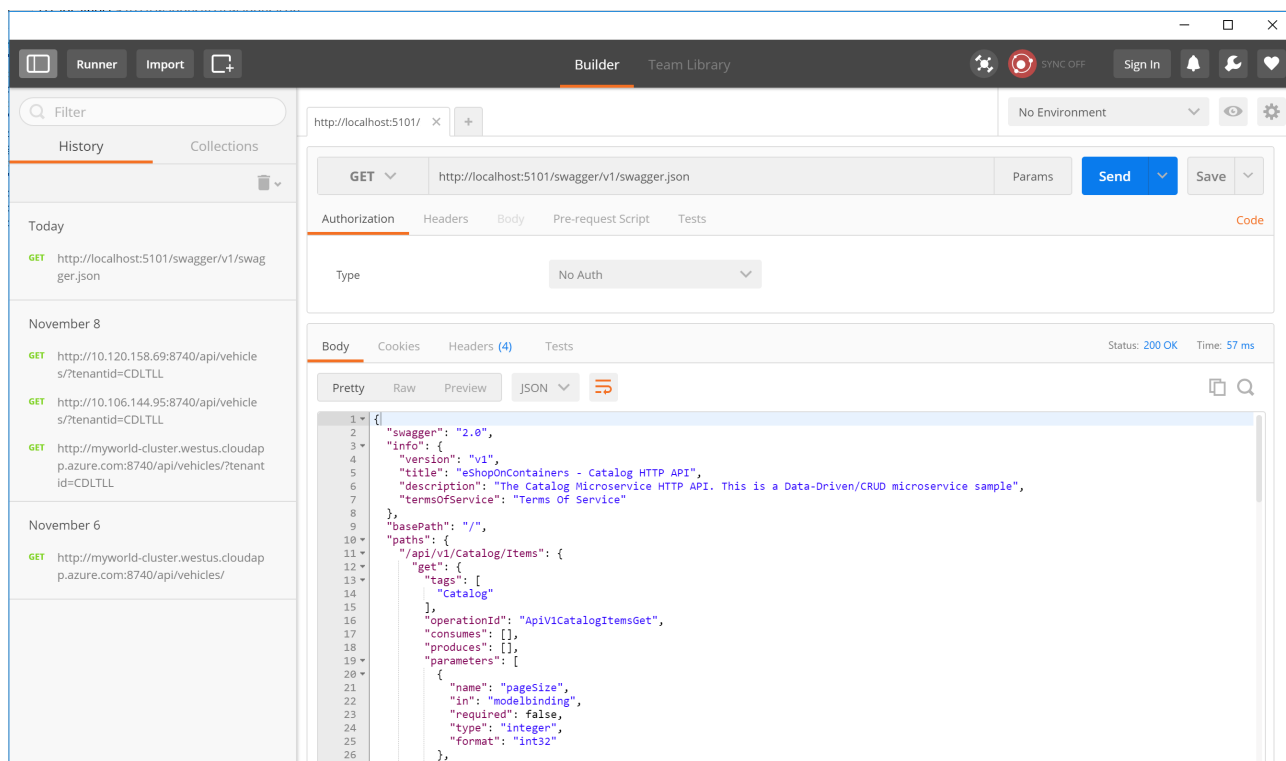 Runner Import Builder Team Library SYNC OFF Sign In
Filter
History Collections
Today
GET http://localhost:5101/swagger/v1/swag
ger.json
November 8
GET http://10.120.158.69:8740/api/vehicle
s/?tenantid=CDLTLL
GET http://10.106.144.95:8740/api/vehicle
s/?tenantid=CDLTLL
GET http://myworld-cluster.westus.cloudap
p.azure.com:8740/api/vehicles/?tenant
id=CDLTLL
November 6
GET http://myworld-cluster.westus.cloudap
p.azure.com:8740/api/vehicles/
http://localhost:5101/
No Environment
GET http://localhost:5101/swagger/v1/swagger.json Params Send Save
Authorization Headers Body Pre-request Script Tests Code
Type No Auth
Body Cookies Headers (4) Tests Status: 200 OK Time: 57 ms
Pretty Raw Preview JSON
1 {
2 "swagger": "2.0",
3 "info": {
4 "version": "v1",
5 "title": "eShopOnContainers - Catalog HTTP API",
6 "description": "The Catalog Microservice HTTP API. This is a Data-Driven/CRUD microservice sample",
7 "termsOfService": "Terms Of Service"
8 },
9 "basePath": "/",
10 "paths": {
11 "/api/v1/Catalog/Items": {
12 "get": {
13 "tags": [
14 "Catalog"
15 ],
16 "operationId": "ApiV1CatalogItemsGet",
17 "consumes": [],
18 "produces": [],
19 "parameters": [
20 {
21 "name": "pageSize",
22 "in": "modelbinding",
23 "required": false,
24 "type": "integer",
25 "format": "int32"
26 },